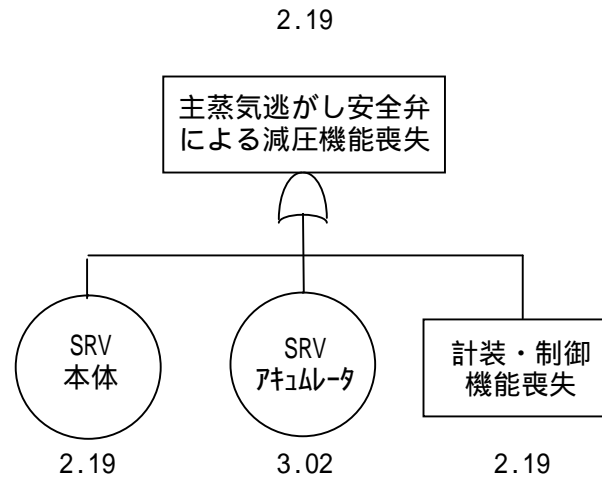 2.19
主蒸気逃がし安全弁
による減圧機能喪失
SRV
本体
SRV
ｱｷｭﾑﾚｰﾀ
計装・制御
機能喪失
2.19
3.02
2.19